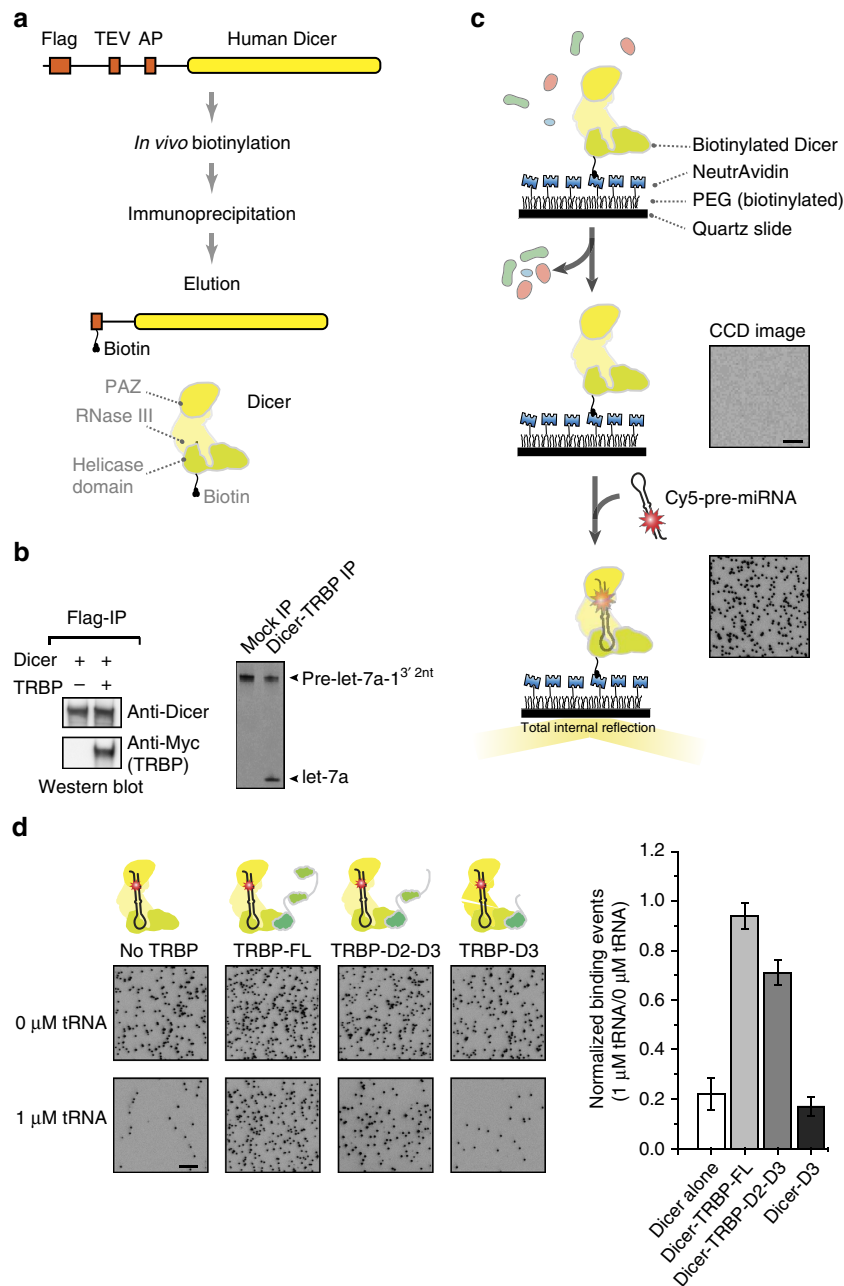 a
Flag TEV AP Human Dicer
In vivo biotinylation
Immunoprecipitation
Elution
Biotin
PAZ
Dicer
RNase III
Helicase
domain
Biotin
b
Flag-IP
Dicer + +
TRBP – +
Anti-Dicer
Anti-Myc
(TRBP)
Western blot
Mock IP
Dicer-TRBP IP
Pre-let-7a-1 3′ 2nt
let-7a
c
Biotinylated Dicer
NeutrAvidin
PEG (biotinylated)
Quartz slide
CCD image
Cy5-pre-miRNA
Total internal reflection
d
No TRBP TRBP-FL TRBP-D2-D3 TRBP-D3
0 μM tRNA
1 μM tRNA
Normalized binding events
(1 μM tRNA/0 μM tRNA)
1.2
1.0
0.8
0.6
0.4
0.2
0.0
Dicer alone
Dicer-TRBP-FL
Dicer-TRBP-D2-D3
Dicer-D3